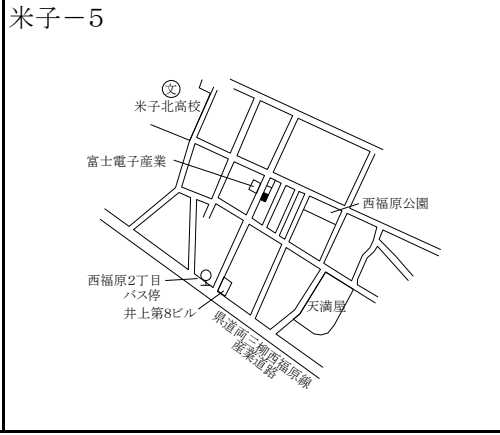 米子－5
文
米子北高校
富士電子産業
西福原公園
西福原2丁目
バス停
井上第8ビル
天満屋
県道両三柳西福原線
産業道路